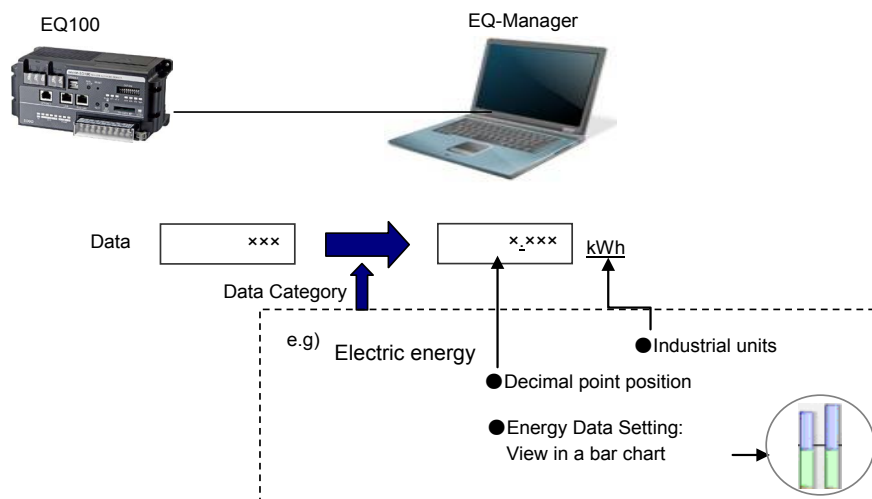 EQ100
EQ-Manager
Data
×××
×.×××
kWh
Data Category
e.g)
Electric energy
●Industrial units
●Decimal point position
●Energy Data Setting:
View in a bar chart